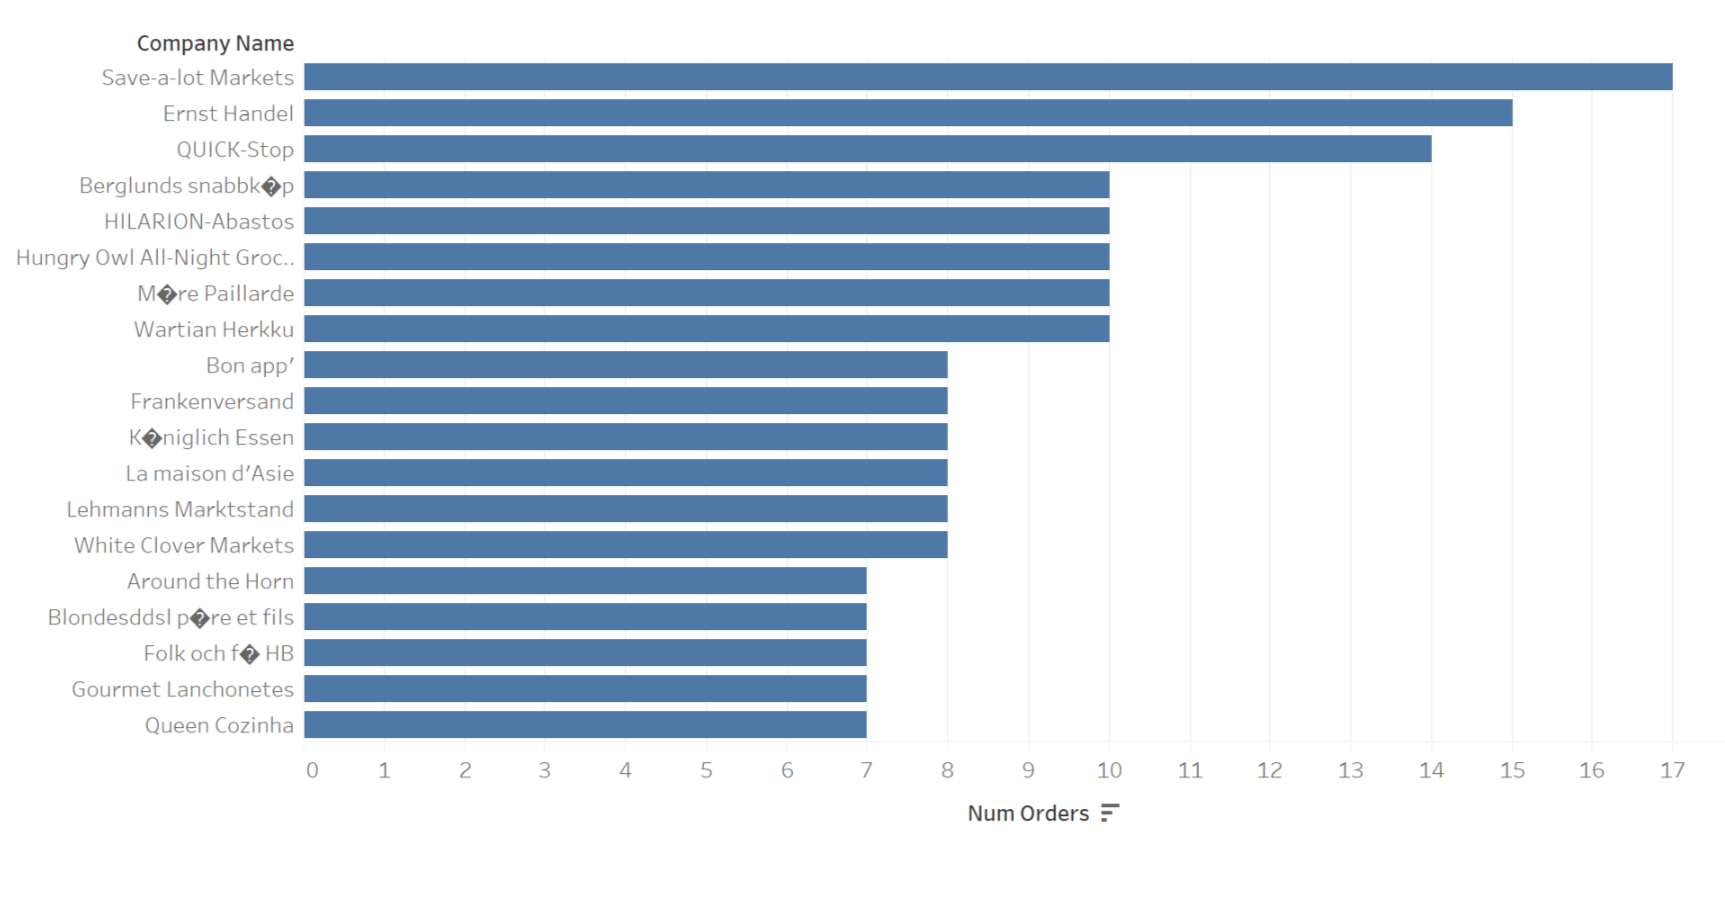 Company Name
Save-a-lot Markets
Ernst Handel
QUICK-Stop
Berglunds snabbk�p
HILARION-Abastos
Hungry Owl All-Night Groc..
M�re Paillarde
Wartian Herkku
Bon app'
Frankenversand
K�niglich Essen
La maison d'Asie
Lehmanns Marktstand
White Clover Markets
Around the Horn
Blondesddsl p�re et fils
Folk och f� HB
Gourmet Lanchonetes
Queen Cozinha
0 1 2 3 4 5 6 7 8 9 10 11 12 13 14 15 16 17
Num Orders